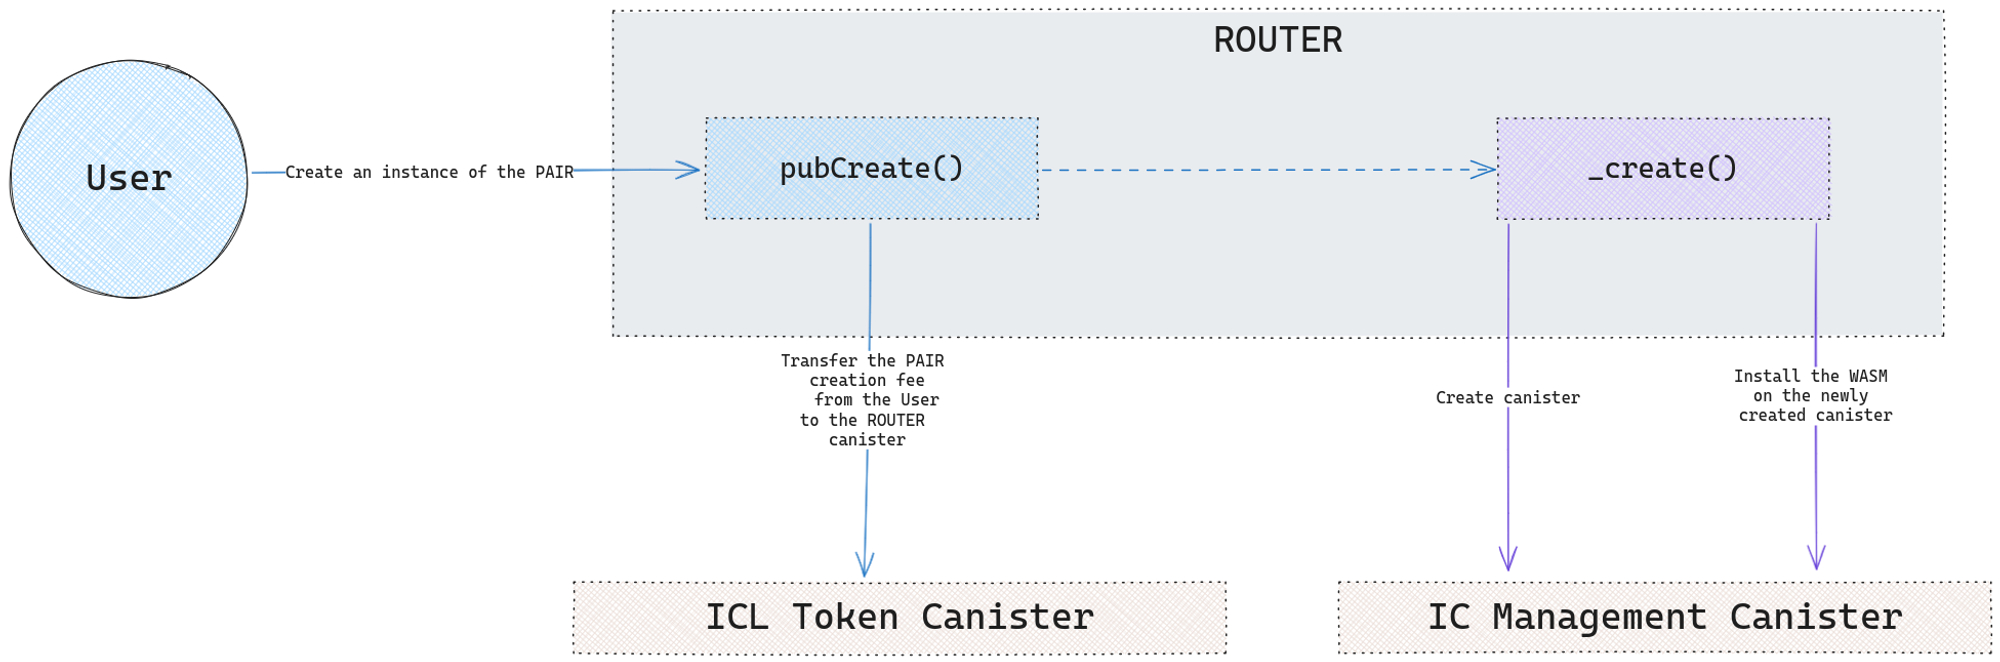 ROUTER
User
Create an instance of the PAIR
pubCreate()
_create()
Transfer the PAIR
creation fee
from the User
to the ROUTER
canister
Create canister
Install the WASM
on the newly
created canister
ICL Token Canister
IC Management Canister